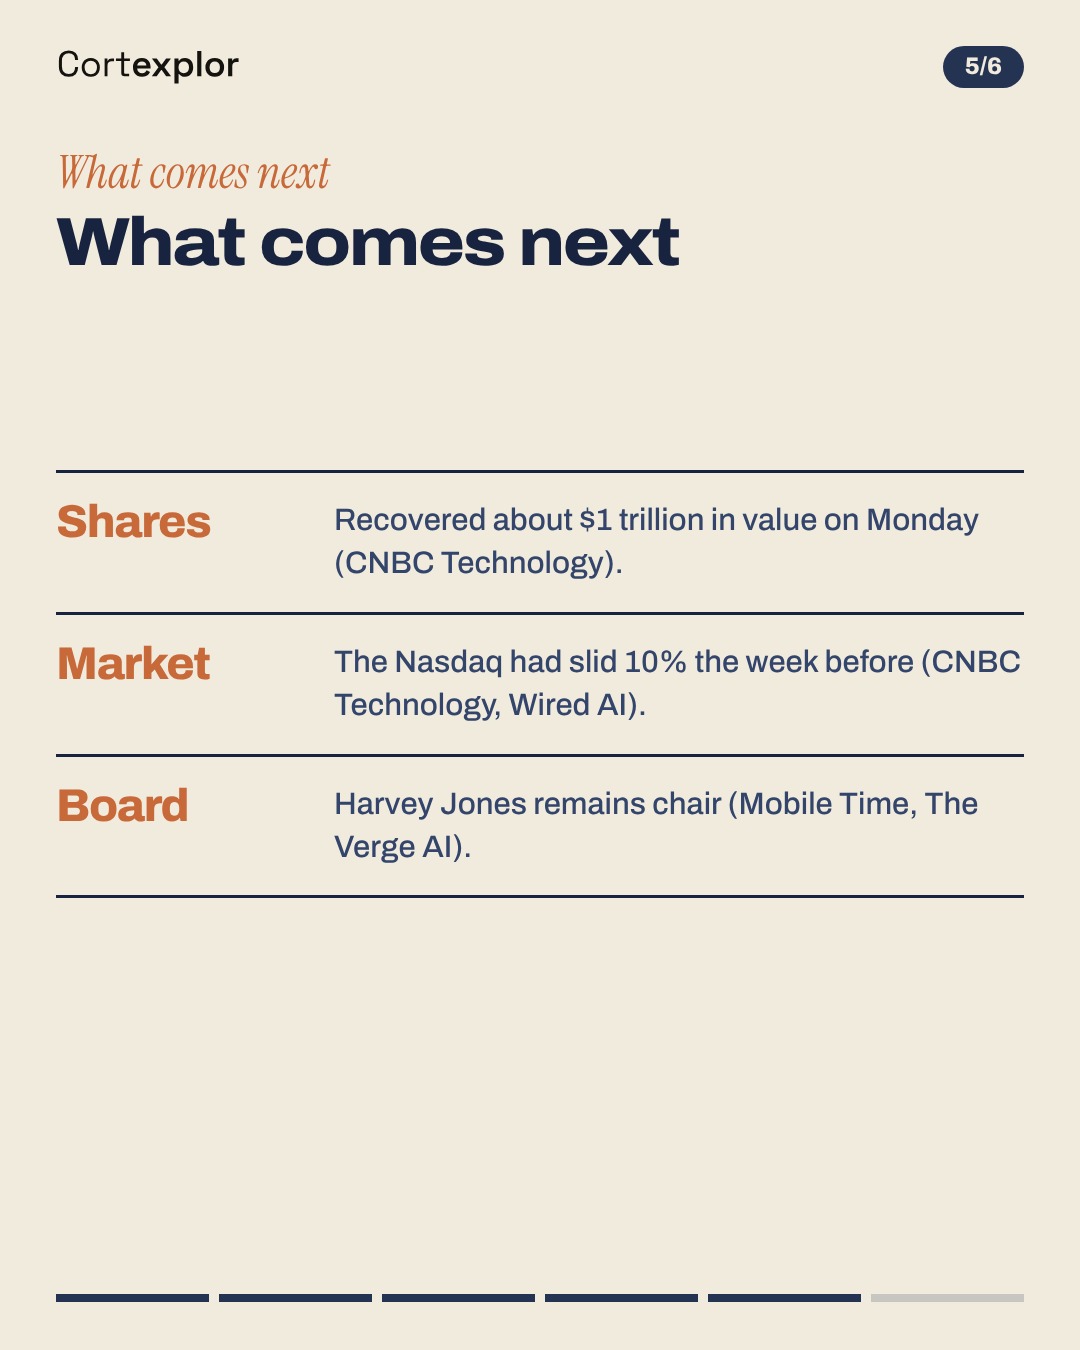 Cortexplor
5/6
What comes next
What comes next
Shares
Recovered about $1 trillion in value on Monday
(CNBC Technology).
Market
The Nasdaq had slid 10% the week before (CNBC
Technology, Wired AI).
Board
Harvey Jones remains chair (Mobile Time, The
Verge AI).